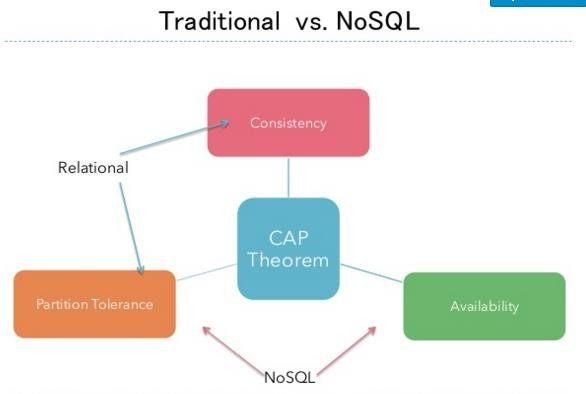 Traditional vs. NoSQL
Consistency
Relational
CAP
Theorem
Partition Tolerance
Availability
NoSQL